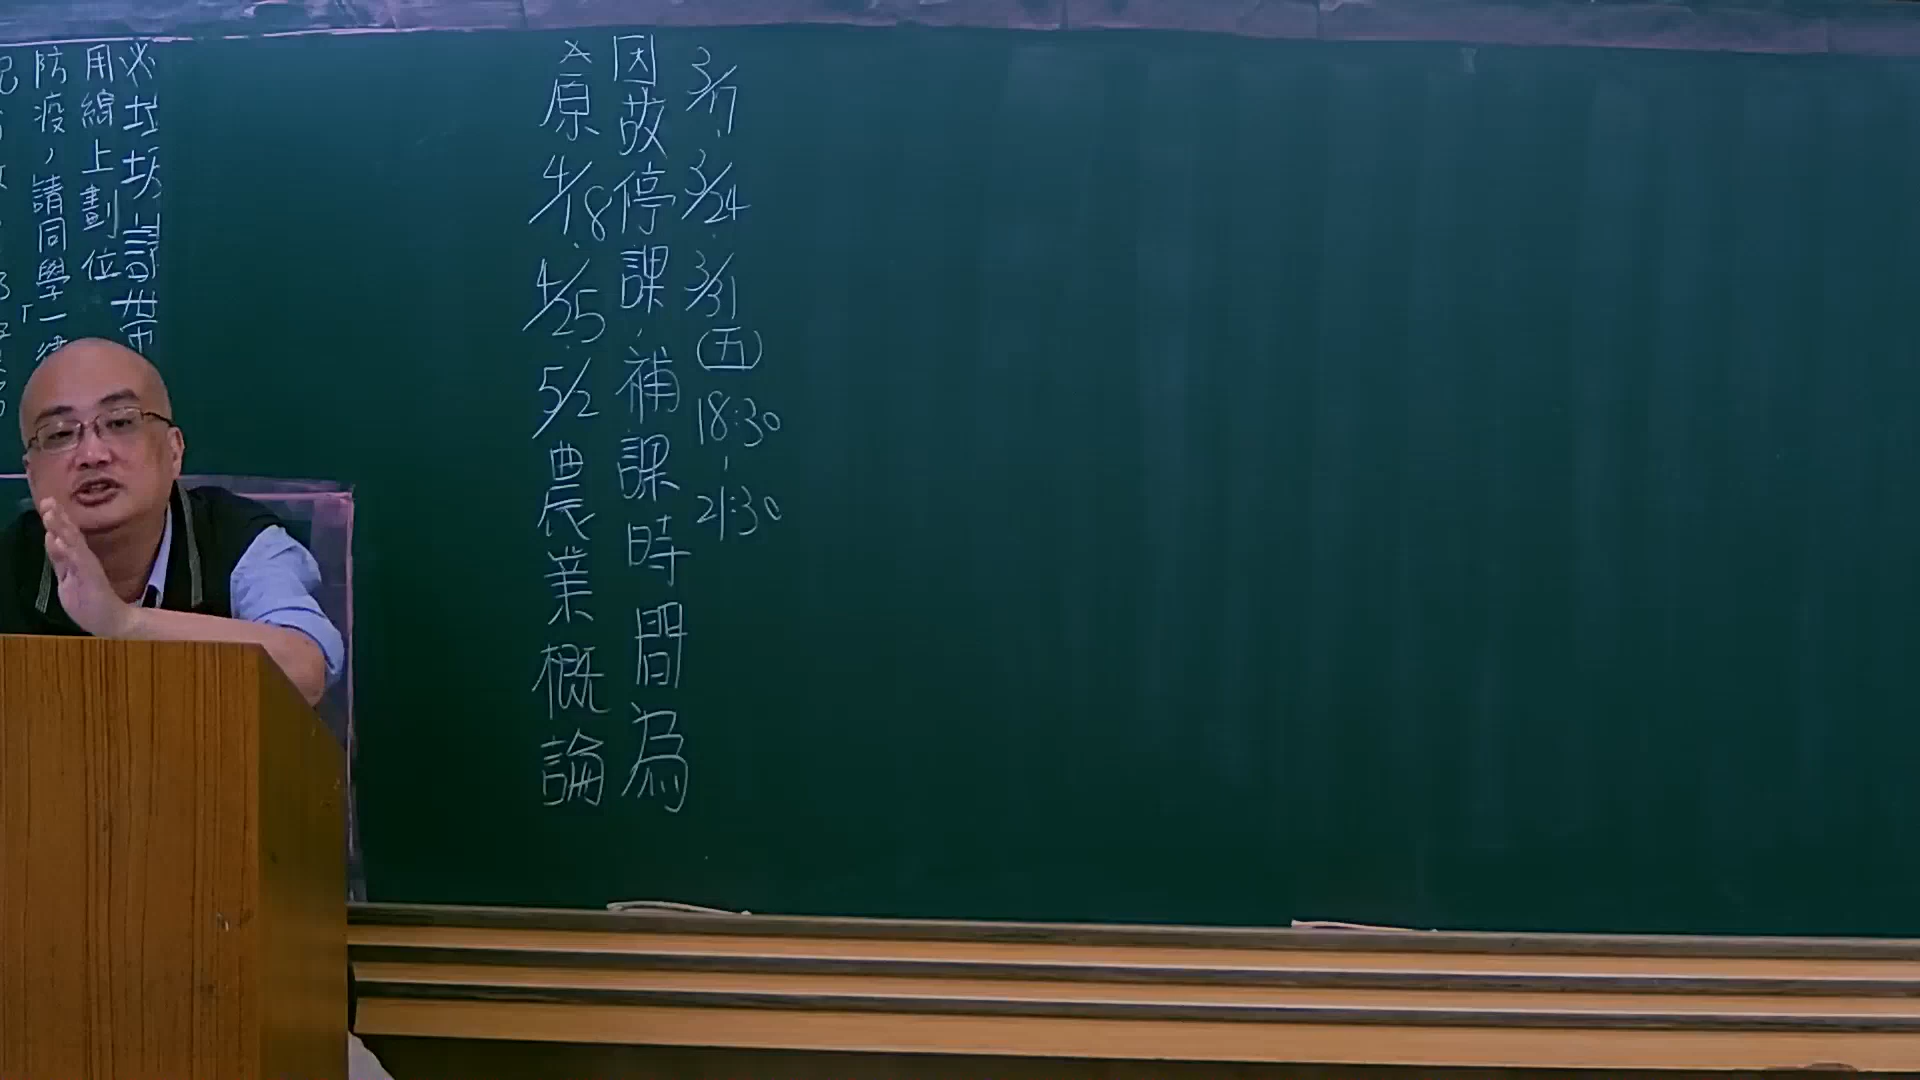 防疫，請同學一
用線上劃位
※原4/18、4/25、5/2農業概論
因故停課，補課時間為
3/17、3/24、3/31(五)18:30-21:30